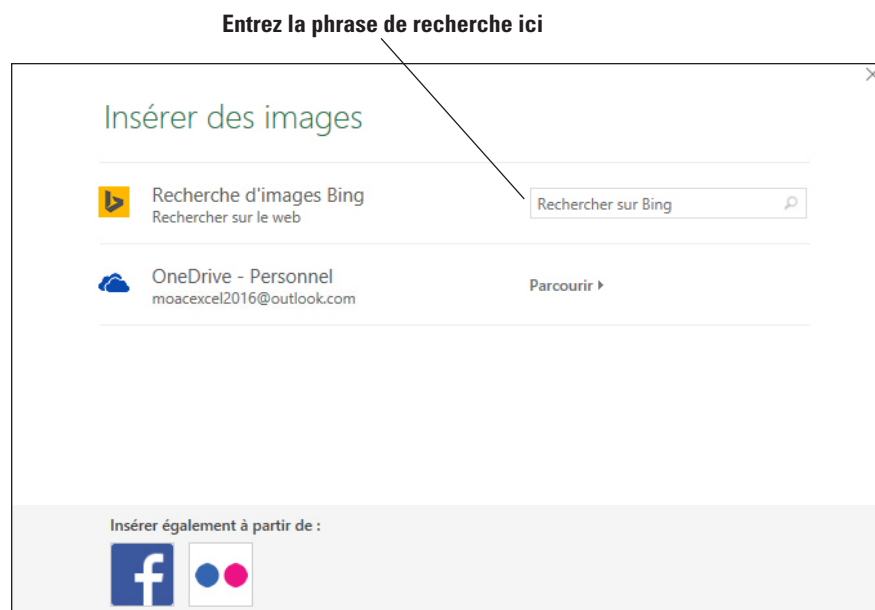 Entrez la phrase de recherche ici
Insérer des images
Recherche d'images Bing
Rechercher sur le web
Rechercher sur Bing
OneDrive - Personnel
moacexcel2016@outlook.com
Parcourir
Insérer également à partir de :